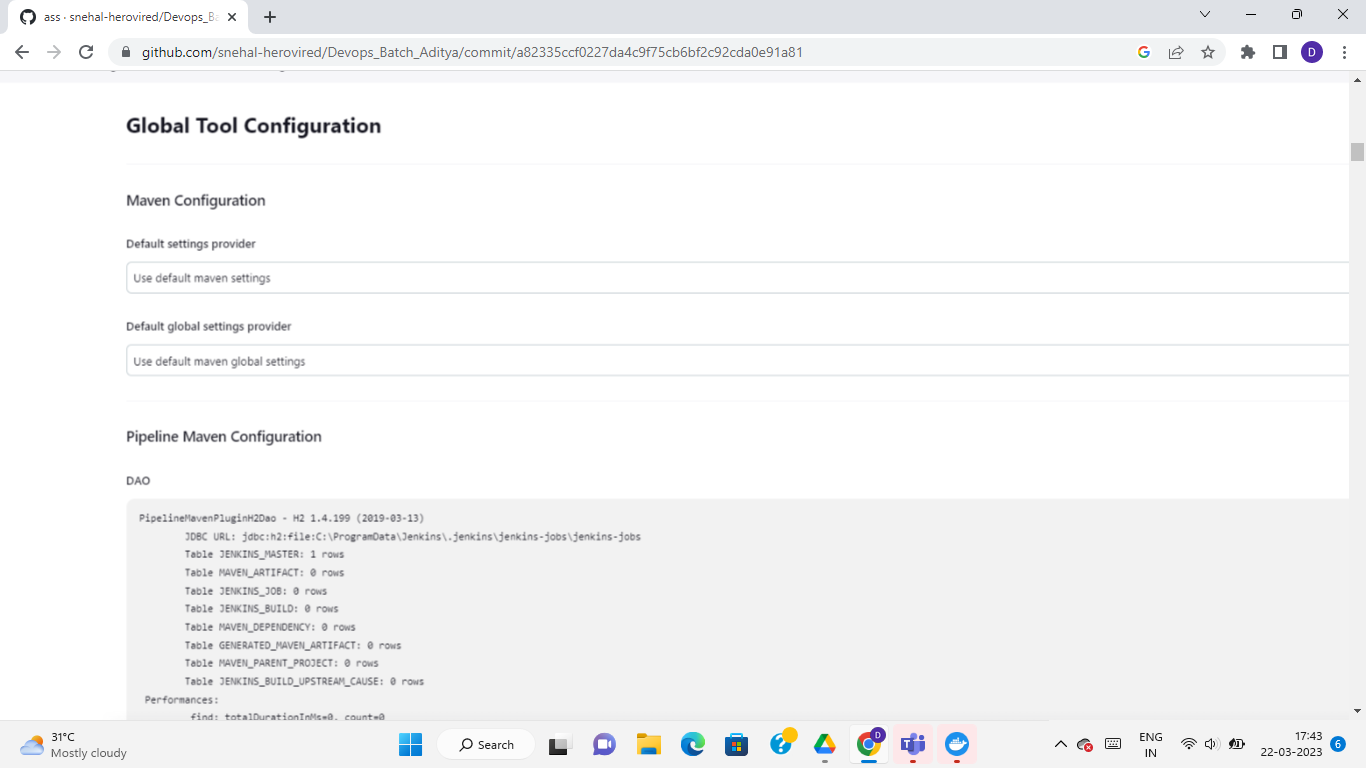 ass · snehal-herovired/Devops_Ba
github.com/snehal-herovired/Devops_Batch_Aditya/commit/a82335ccf0227da4c9f75cb6bf2c92cda0e91a81
D
Global Tool Configuration
Maven Configuration
Default settings provider
Use default maven settings
Default global settings provider
Use default maven global settings
Pipeline Maven Configuration
DAO
PipelineMavenPluginH2Dao - H2 1.4.199 (2019-03-13)
JDBC URL: jdbc:h2:file:C:\ProgramData\Jenkins\.jenkins\jenkins-jobs\jenkins-jobs
Table JENKINS_MASTER: 1 rows
Table MAVEN_ARTIFACT: 0 rows
Table JENKINS_JOB: 0 rows
Table JENKINS_BUILD: 0 rows
Table MAVEN_DEPENDENCY: 0 rows
Table GENERATED_MAVEN_ARTIFACT: 0 rows
Table MAVEN_PARENT_PROJECT: 0 rows
Table JENKINS_BUILD_UPSTREAM_CAUSE: 0 rows
Performances:
find: totalDurationInMs=0, count=0
31°C
Mostly cloudy
Search
D
ENG
IN
17:43
22-03-2023
6